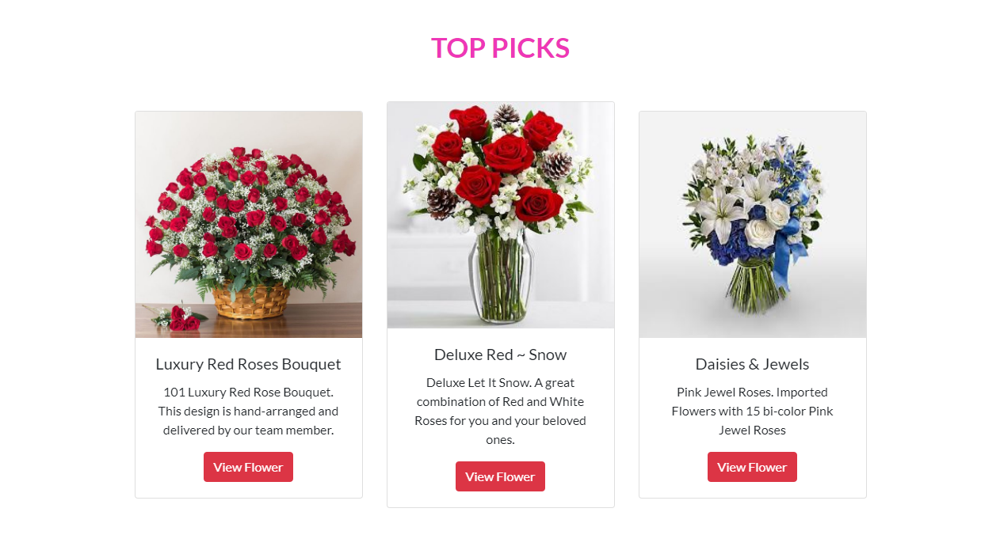 TOP PICKS
Luxury Red Roses Bouquet
101 Luxury Red Rose Bouquet.
This design is hand-arranged and
delivered by our team member.
View Flower
Deluxe Red ~ Snow
Deluxe Let It Snow. A great
combination of Red and White
Roses for you and your beloved
ones.
View Flower
Daisies & Jewels
Pink Jewel Roses. Imported
Flowers with 15 bi-color Pink
Jewel Roses
View Flower